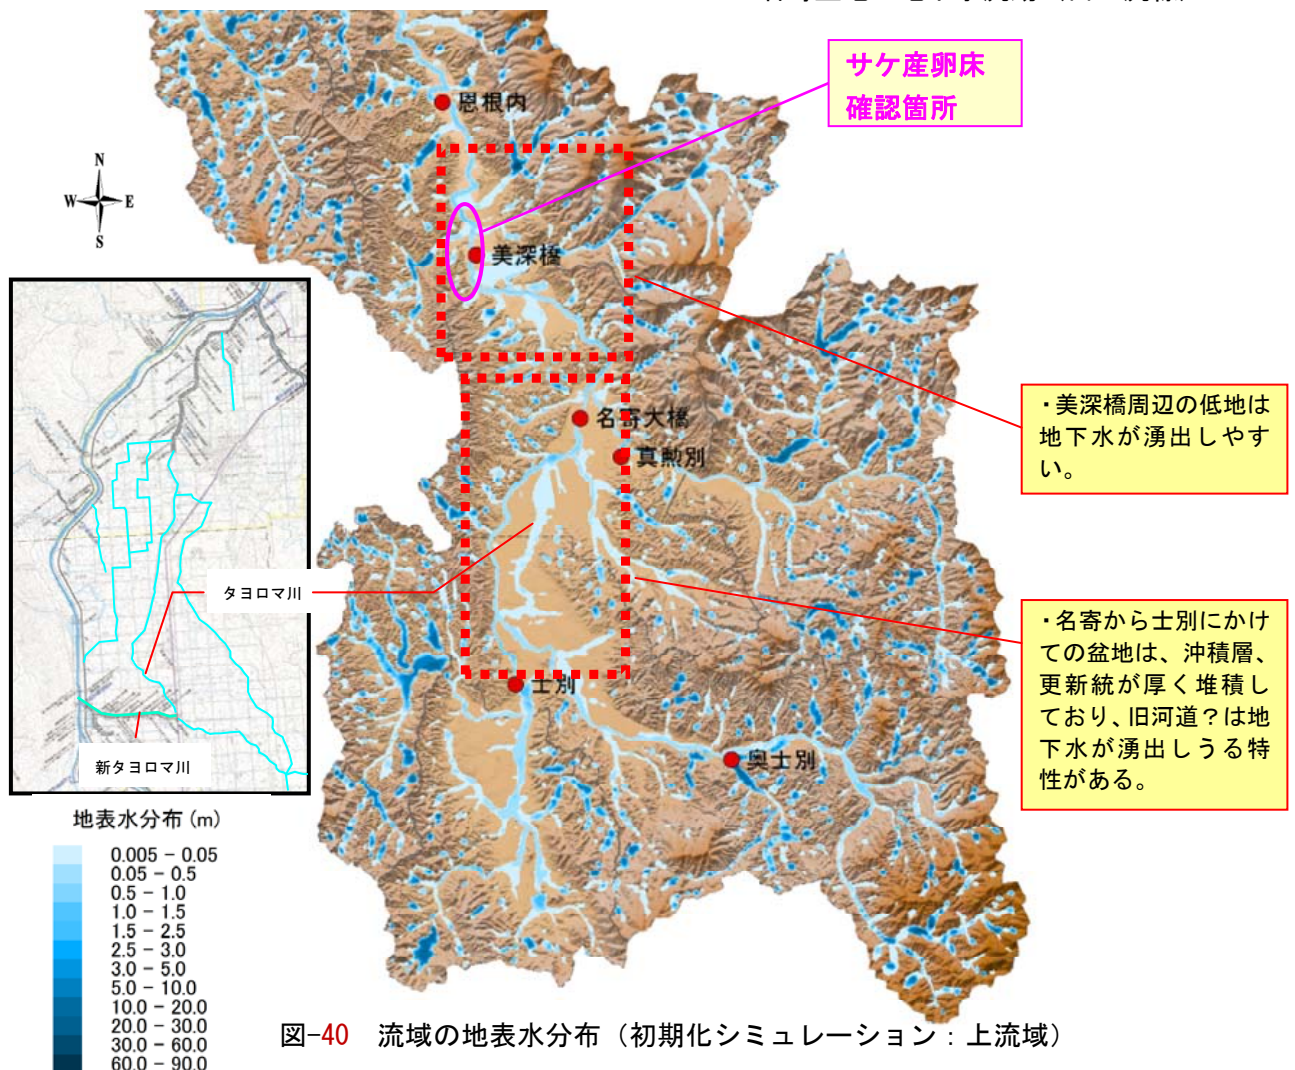 サケ産卵床
確認箇所
恩根内
N
W
E
S
美深橋
・美深橋周辺の低地は
地下水が湧出しやす
い。
名寄大橋
真勲別
タヨロマ川
・名寄から士別にかけ
ての盆地は、沖積層、
更新統が厚く堆積し
ており、旧河道？は地
下水が湧出しうる特
性がある。
士別
奥士別
新タヨロマ川
地表水分布 (m)
0.005 - 0.05
0.05 - 0.5
0.5 - 1.0
1.0 - 1.5
1.5 - 2.5
2.5 - 3.0
3.0 - 5.0
5.0 - 10.0
10.0 - 20.0
20.0 - 30.0
30.0 - 60.0
60.0 - 90.0
図-40　流域の地表水分布（初期化シミュレーション：上流域）